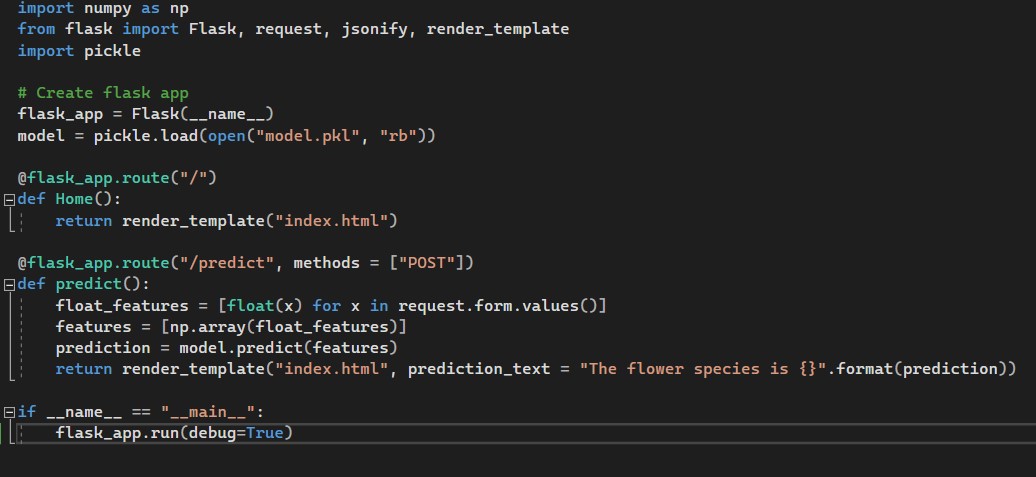 import numpy as np
from flask import Flask, request, jsonify, render_template
import pickle

# Create flask app
flask_app = Flask(__name__)
model = pickle.load(open("model.pkl", "rb"))

@flask_app.route("/")
def Home():
    return render_template("index.html")

@flask_app.route("/predict", methods = ["POST"])
def predict():
    float_features = [float(x) for x in request.form.values()]
    features = [np.array(float_features)]
    prediction = model.predict(features)
    return render_template("index.html", prediction_text = "The flower species is {}".format(prediction))

if __name__ == "__main__":
    flask_app.run(debug=True)